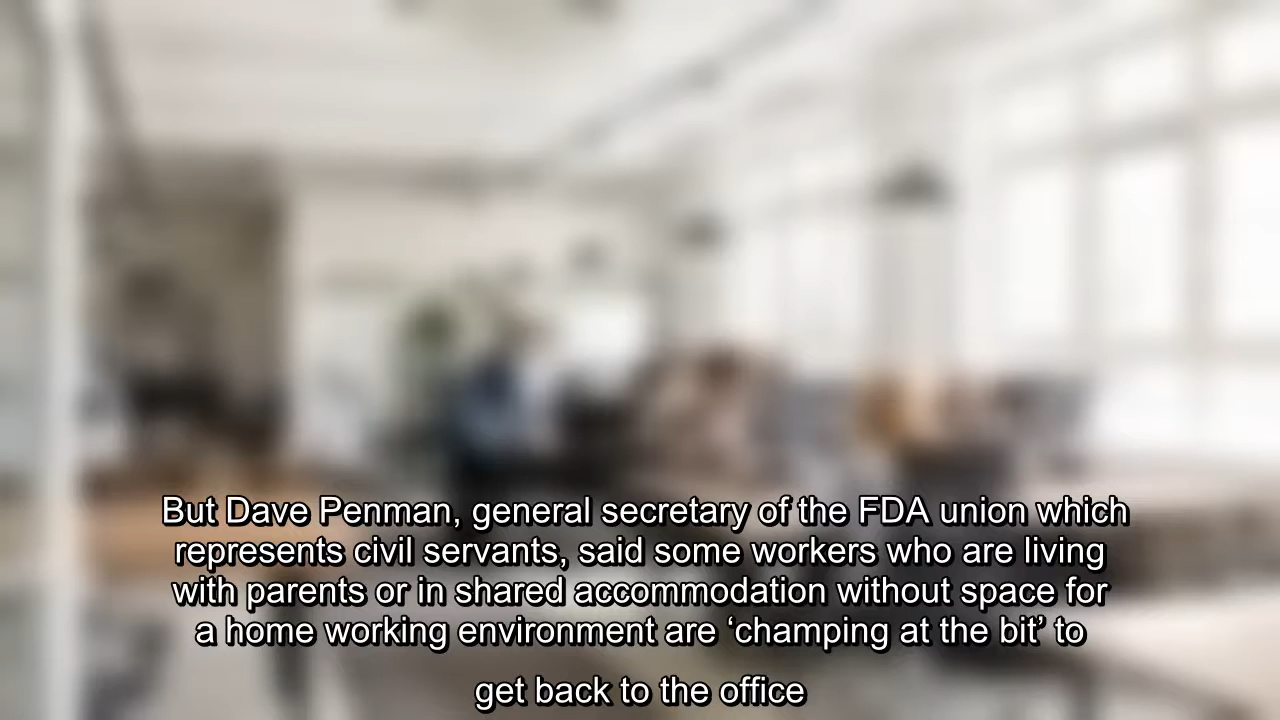 But Dave Penman, general secretary of the FDA union which
represents civil servants, said some workers who are living
with parents or in shared accommodation without space for
a home working environment are ‘champing at the bit’ to
get back to the office